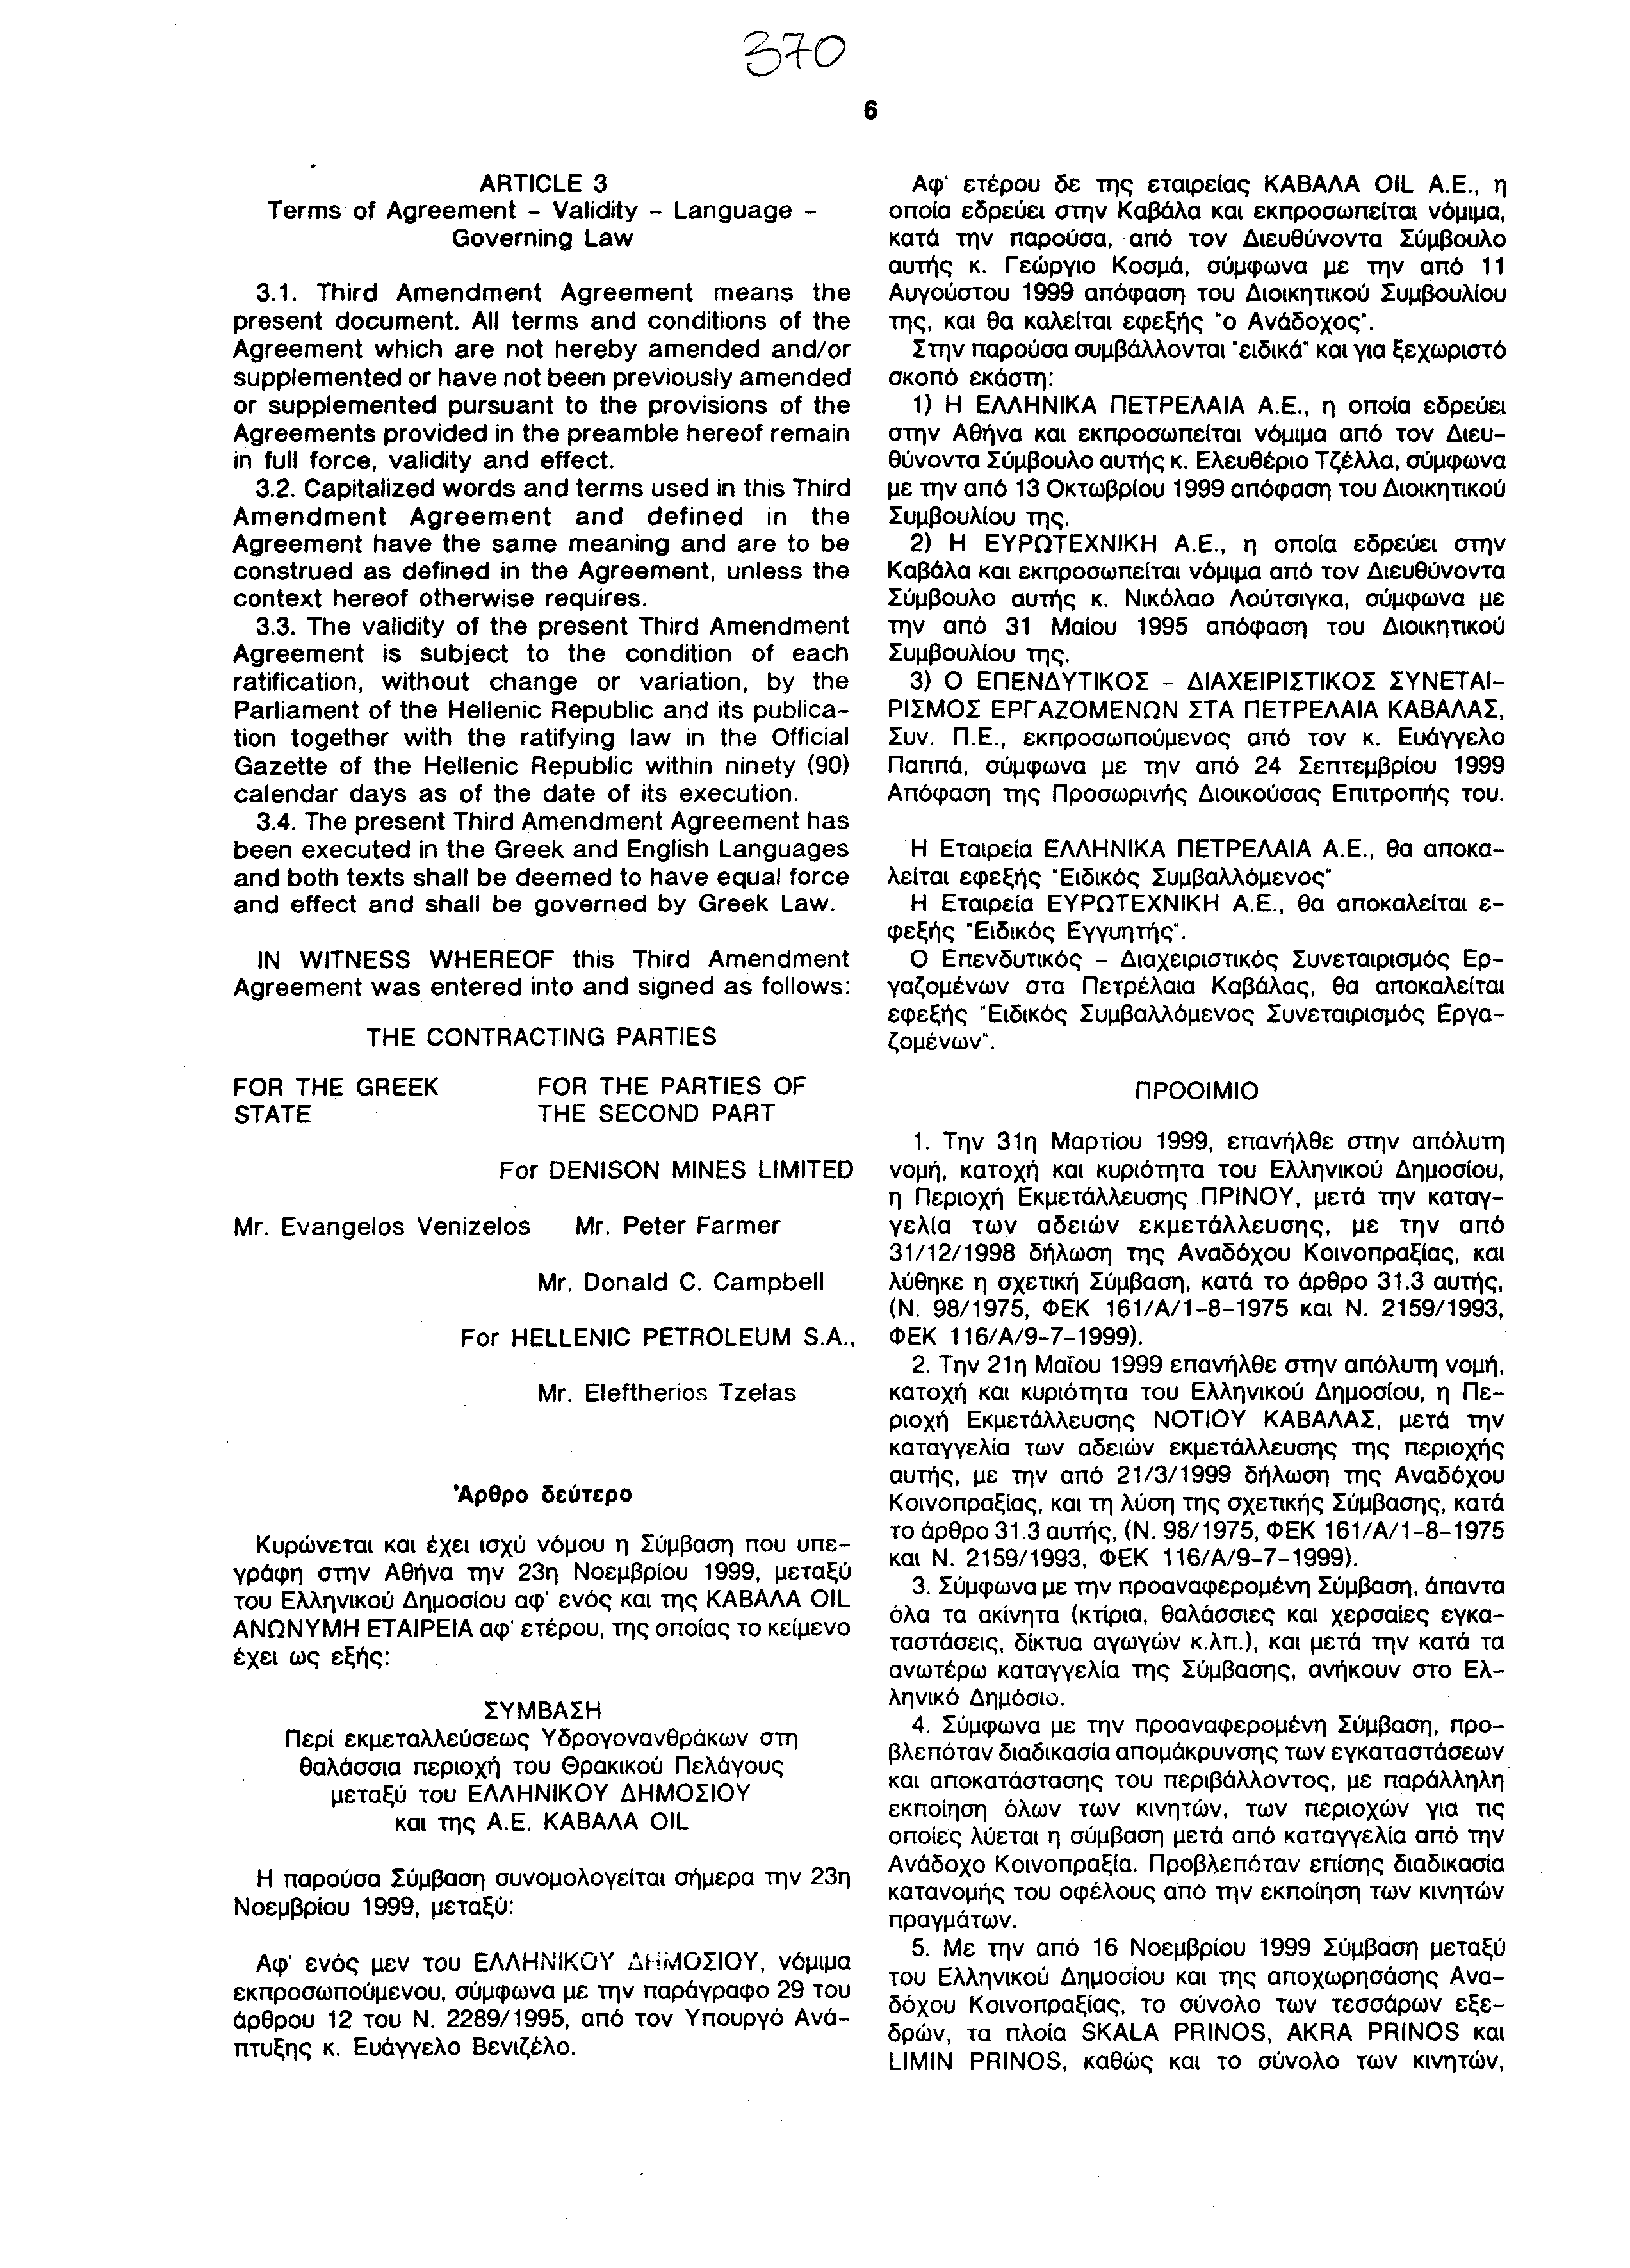 370
6
ARTICLE 3
Terms of Agreement - Validity - Language -
Governing Law
3.1. Third Amendment Agreement means the
present document. All terms and conditions of the
Agreement which are not hereby amended and/or
supplemented or have not been previously amended
or supplemented pursuant to the provisions of the
Agreements provided in the preamble hereof remain
in full force, validity and effect.
3.2. Capitalized words and terms used in this Third
Amendment Agreement and defined in the
Agreement have the same meaning and are to be
construed as defined in the Agreement, unless the
context hereof otherwise requires.
3.3. The validity of the present Third Amendment
Agreement is subject to the condition of each
ratification, without change or variation, by the
Parliament of the Hellenic Republic and its publica-
tion together with the ratifying law in the Official
Gazette of the Hellenic Republic within ninety (90)
calendar days as of the date of its execution.
3.4. The present Third Amendment Agreement has
been executed in the Greek and English Languages
and both texts shall be deemed to have equal force
and effect and shall be governed by Greek Law.
IN WITNESS WHEREOF this Third Amendment
Agreement was entered into and signed as follows:
THE CONTRACTING PARTIES
FOR THE GREEK FOR THE PARTIES OF
STATE THE SECOND PART
For DENISON MINES LIMITED
Mr. Evangelos Venizelos Mr. Peter Farmer
Mr. Donald C. Campbell
For HELLENIC PETROLEUM S.A.,
Mr. Eleftherios Tzelas
'Αρθρο δεύτερο
Κυρώνεται και έχει ισχύ νόμου η Σύμβαση που υπε-
γράφη στην Αθήνα την 23η Νοεμβρίου 1999, μεταξύ
του Ελληνικού Δημοσίου αφ' ενός και της ΚΑΒΑΛΑ OIL
ΑΝΩΝΥΜΗ ΕΤΑΙΡΕΙΑ αφ' ετέρου, της οποίας το κείμενο
έχει ως εξής:
ΣΥΜΒΑΣΗ
Περί εκμεταλλεύσεως Υδρογονανθράκων στη
θαλάσσια περιοχή του Θρακικού Πελάγους
μεταξύ του ΕΛΛΗΝΙΚΟΥ ΔΗΜΟΣΙΟΥ
και της Α.Ε. ΚΑΒΑΛΑ OIL
Η παρούσα Σύμβαση συνομολογείται σήμερα την 23η
Νοεμβρίου 1999, μεταξύ:
Αφ' ενός μεν του ΕΛΛΗΝΙΚΟΥ ΔΗΜΟΣΙΟΥ, νόμιμα
εκπροσωπούμενου, σύμφωνα με την παράγραφο 29 του
άρθρου 12 του Ν. 2289/1995, από τον Υπουργό Ανά-
πτυξης κ. Ευάγγελο Βενιζέλο.
Αφ' ετέρου δε της εταιρείας ΚΑΒΑΛΑ OIL Α.Ε., η
οποία εδρεύει στην Καβάλα και εκπροσωπείται νόμιμα,
κατά την παρούσα, από τον Διευθύνοντα Σύμβουλο
αυτής κ. Γεώργιο Κοσμά, σύμφωνα με την από 11
Αυγούστου 1999 απόφαση του Διοικητικού Συμβουλίου
της, και θα καλείται εφεξής "ο Ανάδοχος".
Στην παρούσα συμβάλλονται "ειδικά" και για ξεχωριστό
σκοπό εκάστη:
1) Η ΕΛΛΗΝΙΚΑ ΠΕΤΡΕΛΑΙΑ Α.Ε., η οποία εδρεύει
στην Αθήνα και εκπροσωπείται νόμιμα από τον Διευ-
θύνοντα Σύμβουλο αυτής κ. Ελευθέριο Τζέλλα, σύμφωνα
με την από 13 Οκτωβρίου 1999 απόφαση του Διοικητικού
Συμβουλίου της.
2) Η ΕΥΡΩΤΕΧΝΙΚΗ Α.Ε., η οποία εδρεύει στην
Καβάλα και εκπροσωπείται νόμιμα από τον Διευθύνοντα
Σύμβουλο αυτής κ. Νικόλαο Λούτσιγκα, σύμφωνα με
την από 31 Μαίου 1995 απόφαση του Διοικητικού
Συμβουλίου της.
3) Ο ΕΠΕΝΔΥΤΙΚΟΣ - ΔΙΑΧΕΙΡΙΣΤΙΚΟΣ ΣΥΝΕΤΑΙ-
ΡΙΣΜΟΣ ΕΡΓΑΖΟΜΕΝΩΝ ΣΤΑ ΠΕΤΡΕΛΑΙΑ ΚΑΒΑΛΑΣ,
Συν. Π.Ε., εκπροσωπούμενος από τον κ. Ευάγγελο
Παππά, σύμφωνα με την από 24 Σεπτεμβρίου 1999
Απόφαση της Προσωρινής Διοικούσας Επιτροπής του.
Η Εταιρεία ΕΛΛΗΝΙΚΑ ΠΕΤΡΕΛΑΙΑ Α.Ε., θα αποκα-
λείται εφεξής "Ειδικός Συμβαλλόμενος"
Η Εταιρεία ΕΥΡΩΤΕΧΝΙΚΗ Α.Ε., θα αποκαλείται ε-
φεξής "Ειδικός Εγγυητής".
Ο Επενδυτικός - Διαχειριστικός Συνεταιρισμός Ερ-
γαζομένων στα Πετρέλαια Καβάλας, θα αποκαλείται
εφεξής "Ειδικός Συμβαλλόμενος Συνεταιρισμός Εργα-
ζομένων".
ΠΡΟΟΙΜΙΟ
1. Την 31η Μαρτίου 1999, επανήλθε στην απόλυτη
νομή, κατοχή και κυριότητα του Ελληνικού Δημοσίου,
η Περιοχή Εκμετάλλευσης ΠΡΙΝΟΥ, μετά την καταγ-
γελία των αδειών εκμετάλλευσης, με την από
31/12/1998 δήλωση της Αναδόχου Κοινοπραξίας, και
λύθηκε η σχετική Σύμβαση, κατά το άρθρο 31.3 αυτής,
(Ν. 98/1975, ΦΕΚ 161/Α/1-8-1975 και Ν. 2159/1993,
ΦΕΚ 116/Α/9-7-1999).
2. Την 21η Μαΐου 1999 επανήλθε στην απόλυτη νομή,
κατοχή και κυριότητα του Ελληνικού Δημοσίου, η Πε-
ριοχή Εκμετάλλευσης ΝΟΤΙΟΥ ΚΑΒΑΛΑΣ, μετά την
καταγγελία των αδειών εκμετάλλευσης της περιοχής
αυτής, με την από 21/3/1999 δήλωση της Αναδόχου
Κοινοπραξίας, και τη λύση της σχετικής Σύμβασης, κατά
το άρθρο 31.3 αυτής, (Ν. 98/1975, ΦΕΚ 161/Α/1-8-1975
και Ν. 2159/1993, ΦΕΚ 116/Α/9-7-1999).
3. Σύμφωνα με την προαναφερομένη Σύμβαση, άπαντα
όλα τα ακίνητα (κτίρια, θαλάσσιες και χερσαίες εγκα-
ταστάσεις, δίκτυα αγωγών κ.λπ.), και μετά την κατά τα
ανωτέρω καταγγελία της Σύμβασης, ανήκουν στο Ελ-
ληνικό Δημόσιο.
4. Σύμφωνα με την προαναφερομένη Σύμβαση, προ-
βλεπόταν διαδικασία απομάκρυνσης των εγκαταστάσεων
και αποκατάστασης του περιβάλλοντος, με παράλληλη
εκποίηση όλων των κινητών, των περιοχών για τις
οποίες λύεται η σύμβαση μετά από καταγγελία από την
Ανάδοχο Κοινοπραξία. Προβλεπόταν επίσης διαδικασία
κατανομής του οφέλους από την εκποίηση των κινητών
πραγμάτων.
5. Με την από 16 Νοεμβρίου 1999 Σύμβαση μεταξύ
του Ελληνικού Δημοσίου και της αποχωρησάσης Ανα-
δόχου Κοινοπραξίας, το σύνολο των τεσσάρων εξε-
δρών, τα πλοία SKALA PRINOS, AKRA PRINOS και
LIMIN PRINOS, καθώς και το σύνολο των κινητών,